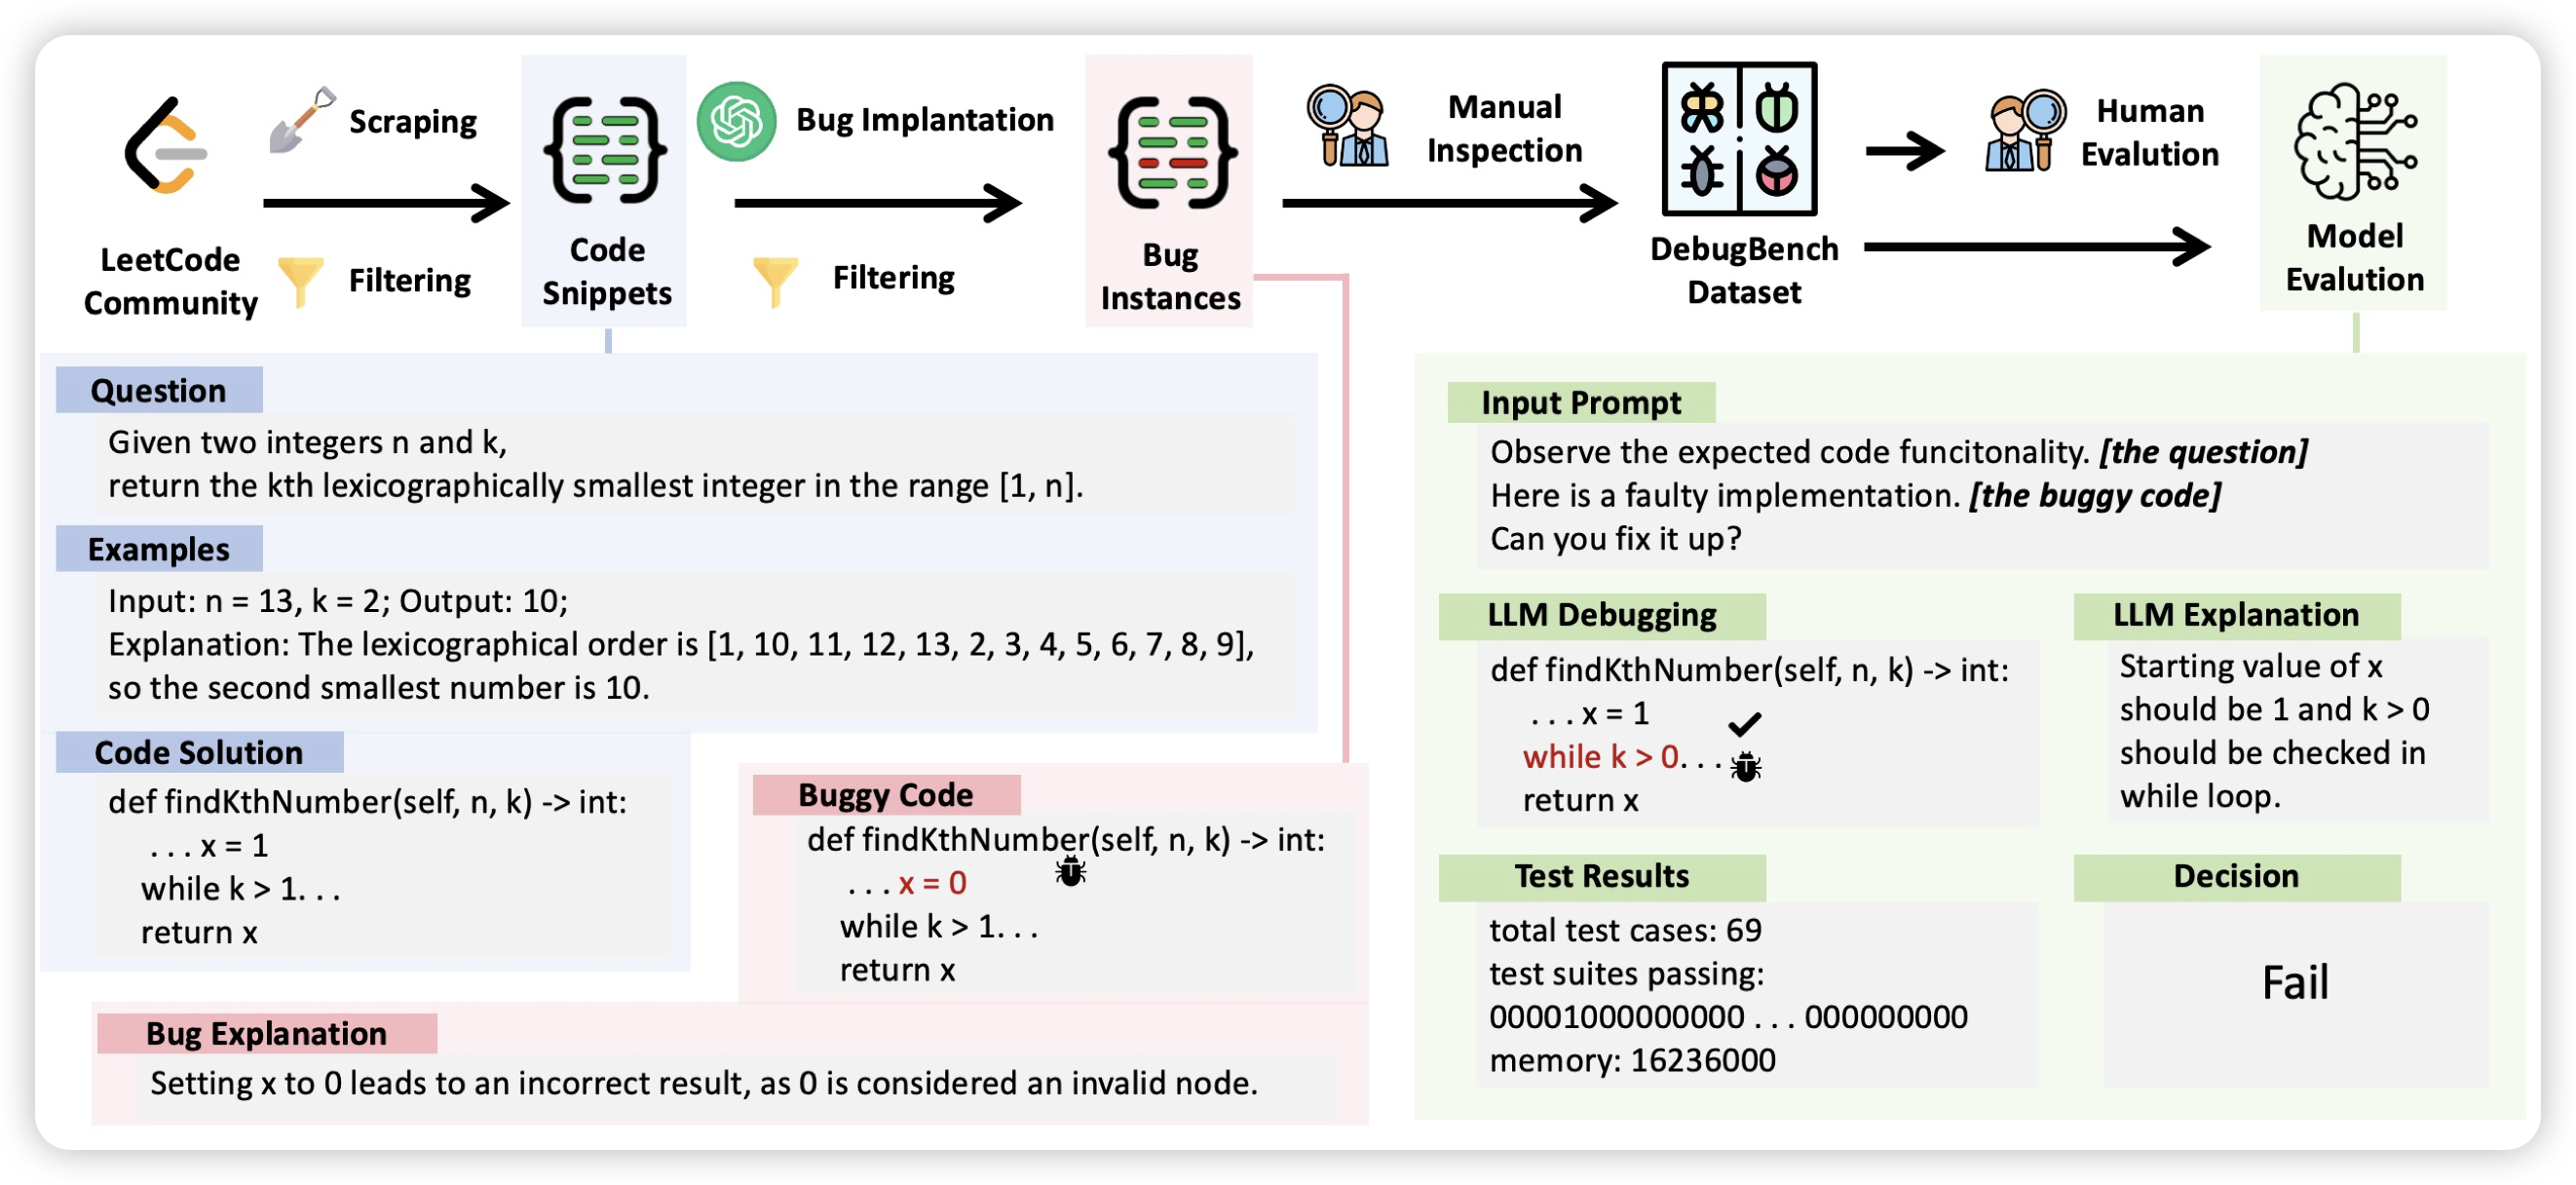 LeetCode
Community
Scraping
Filtering
Code
Snippets
Bug Implantation
Filtering
Bug
Instances
Manual
Inspection
DebugBench
Dataset
Human
Evalution
Model
Evalution
Question
Given two integers n and k,
return the kth lexicographically smallest integer in the range [1, n].
Examples
Input: n = 13, k = 2; Output: 10;
Explanation: The lexicographical order is [1, 10, 11, 12, 13, 2, 3, 4, 5, 6, 7, 8, 9],
so the second smallest number is 10.
Code Solution
def findKthNumber(self, n, k) -> int:
. . . x = 1
while k > 1. . .
return x
Buggy Code
def findKthNumber(self, n, k) -> int:
. . . x = 0
while k > 1. . .
return x
Bug Explanation
Setting x to 0 leads to an incorrect result, as 0 is considered an invalid node.
Input Prompt
Observe the expected code funcitonality. [the question]
Here is a faulty implementation. [the buggy code]
Can you fix it up?
LLM Debugging
def findKthNumber(self, n, k) -> int:
. . . x = 1
while k > 0. . .
return x
LLM Explanation
Starting value of x
should be 1 and k > 0
should be checked in
while loop.
Test Results
total test cases: 69
test suites passing:
00001000000000 . . . 000000000
memory: 16236000
Decision
Fail